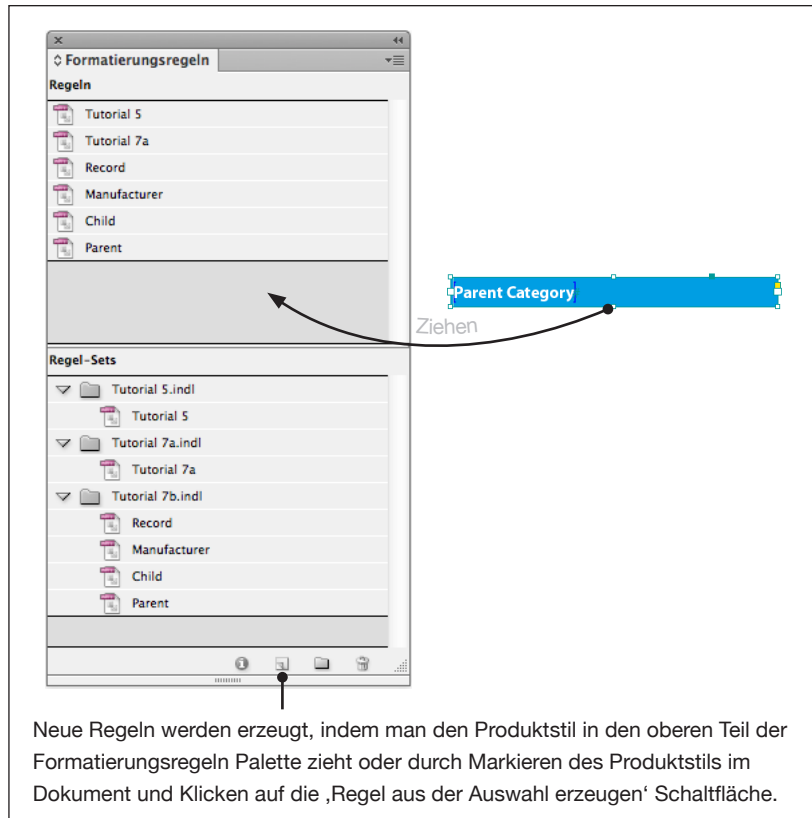 Formatierungsregeln
Regeln
Tutorial 5
Tutorial 7a
Record
Manufacturer
Child
Parent
Parent Category
Ziehen
Regel-Sets
Tutorial 5.indl
Tutorial 5
Tutorial 7a.indl
Tutorial 7a
Tutorial 7b.indl
Record
Manufacturer
Child
Parent
Neue Regeln werden erzeugt, indem man den Produktstil in den oberen Teil der
Formatierungsregeln Palette zieht oder durch Markieren des Produktstils im
Dokument und Klicken auf die ‚Regel aus der Auswahl erzeugen‘ Schaltfläche.